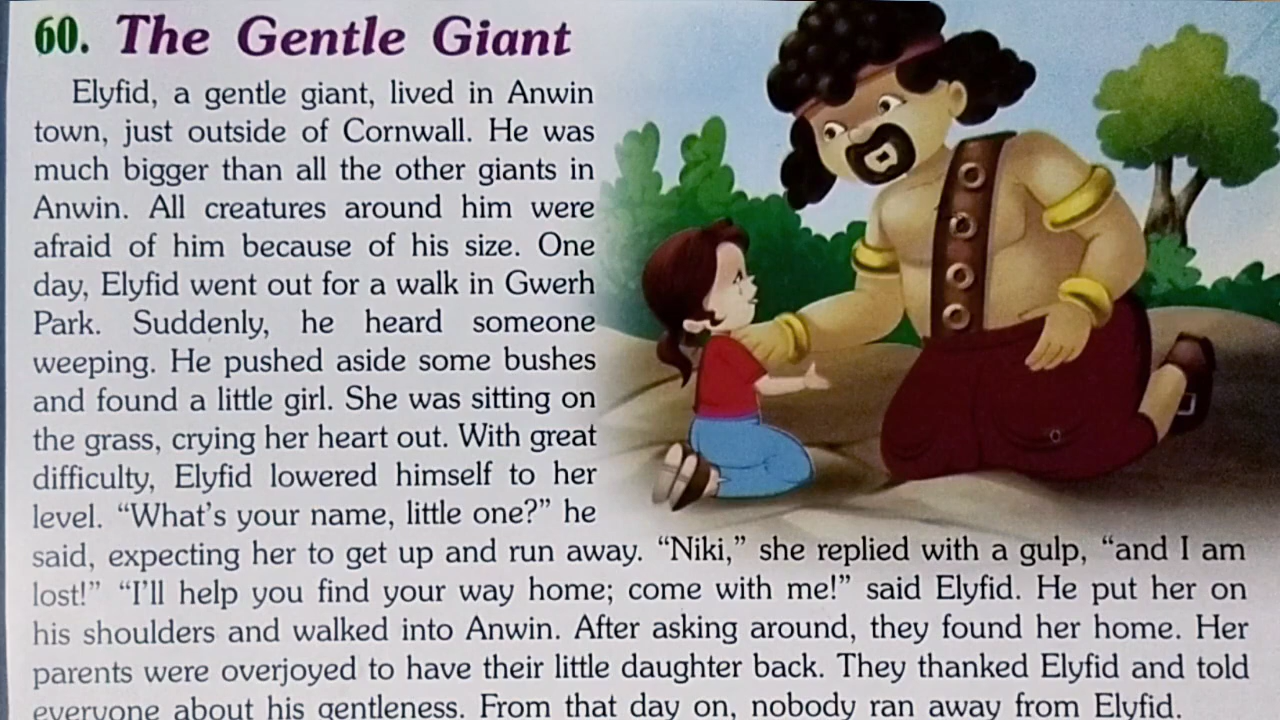 60. The Gentle Giant
Elyfid, a gentle giant, lived in Anwin
town, just outside of Cornwall. He was
much bigger than all the other giants in
Anwin. All creatures around him were
afraid of him because of his size. One
day, Elyfid went out for a walk in Gwerh
Park. Suddenly, he heard someone
weeping. He pushed aside some bushes
and found a little girl. She was sitting on
the grass, crying her heart out. With great
difficulty, Elyfid lowered himself to her
level. “What’s your name, little one?” he
said, expecting her to get up and run away. “Niki,” she replied with a gulp, “and I am
lost!” “I’ll help you find your way home; come with me!” said Elyfid. He put her on
his shoulders and walked into Anwin. After asking around, they found her home. Her
parents were overjoyed to have their little daughter back. They thanked Elyfid and told
everyone about his gentleness. From that day on, nobody ran away from Elyfid.